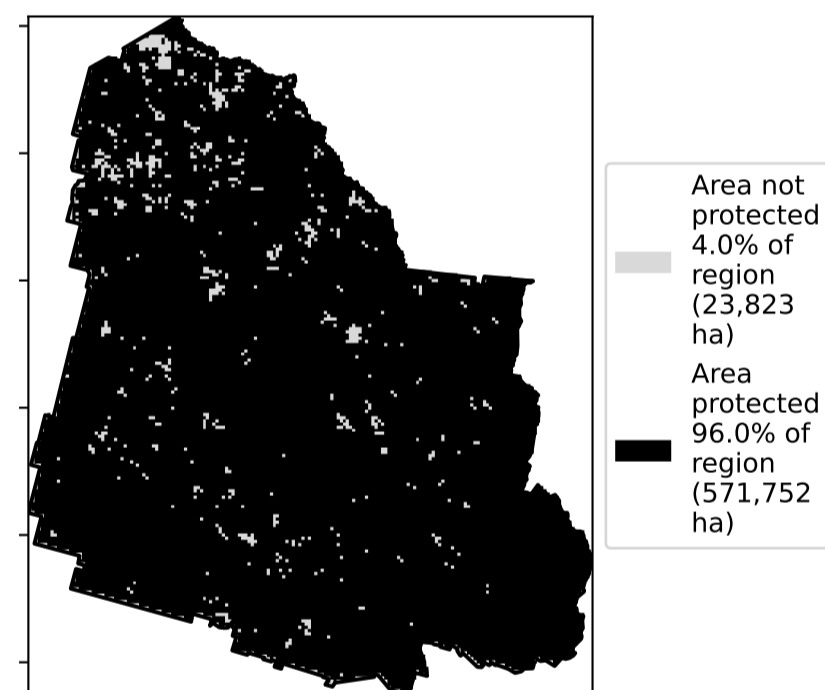 Area not
protected
4.0% of
region
(23,823
ha)
Area
protected
96.0% of
region
(571,752
ha)